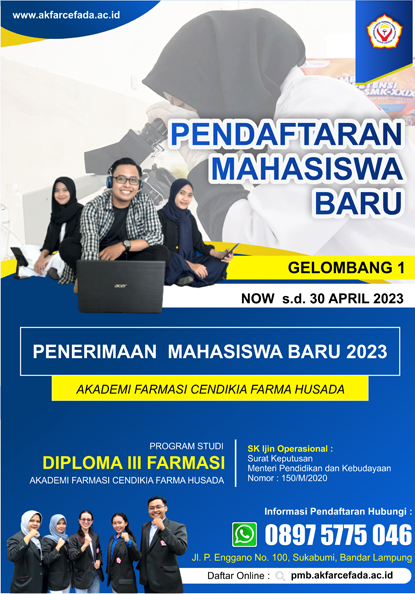 www.akfarcefada.ac.id
PENDAFTARAN
MAHASISWA
BARU
GELOMBANG 1
NOW s.d. 30 APRIL 2023
PENERIMAAN MAHASISWA BARU 2023
AKADEMI FARMASI CENDIKIA FARMA HUSADA
PROGRAM STUDI
DIPLOMA III FARMASI
AKADEMI FARMASI CENDIKIA FARMA HUSADA
SK Ijin Operasional :
Surat Keputusan
Menteri Pendidikan dan Kebudayaan
Nomor : 150/M/2020
Informasi Pendaftaran Hubungi :
0897 5775 046
Jl. P. Enggano No. 100, Sukabumi, Bandar Lampung
Daftar Online : pmb.akfarcefada.ac.id
acer
SMK-XXIX